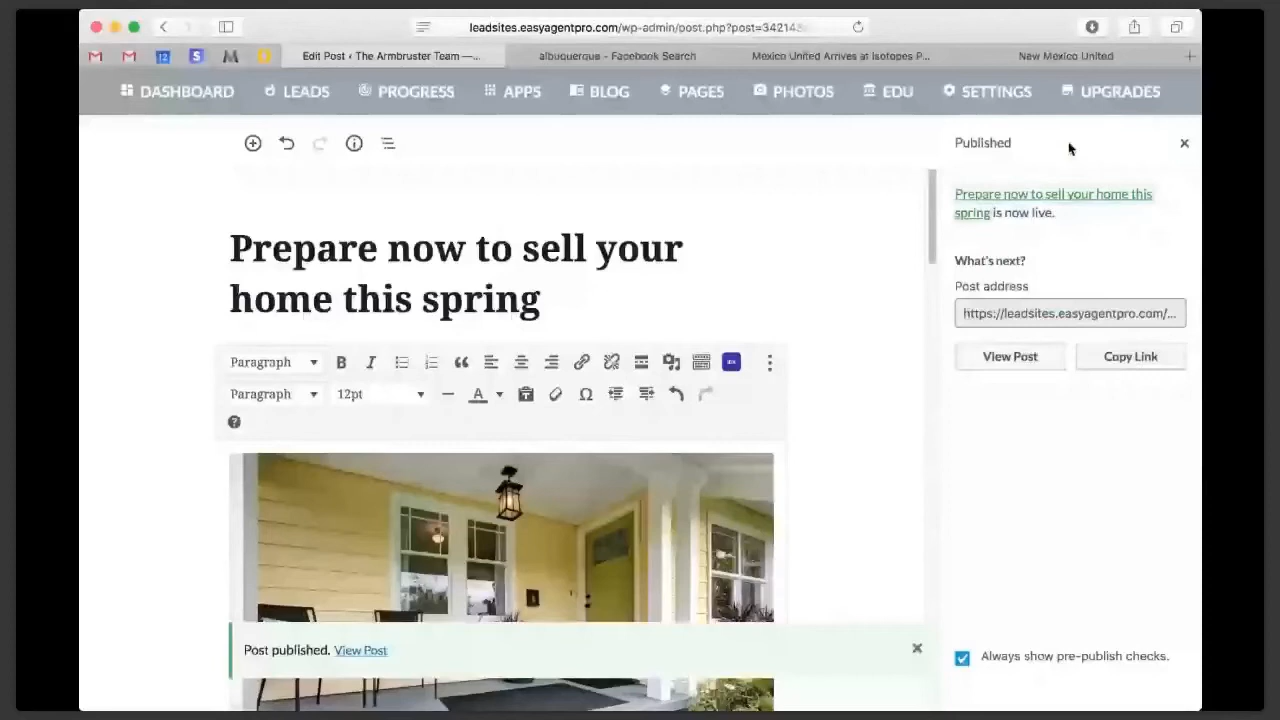 leadsites.easyagentpro.com/wp-admin/post.php?post=34214
12 S M
Edit Post ‹ The Armbruster Team —... albuquerque - Facebook Search Mexico United Arrives at Isotopes P... New Mexico United
DASHBOARD LEADS PROGRESS APPS BLOG PAGES PHOTOS EDU SETTINGS UPGRADES
Published
Prepare now to sell your home this
spring is now live.
What's next?
Post address
https://leadsites.easyagentpro.com/...
View Post Copy Link
Prepare now to sell your
home this spring
Paragraph B I
Paragraph 12pt A Ω
Post published. View Post
Always show pre-publish checks.